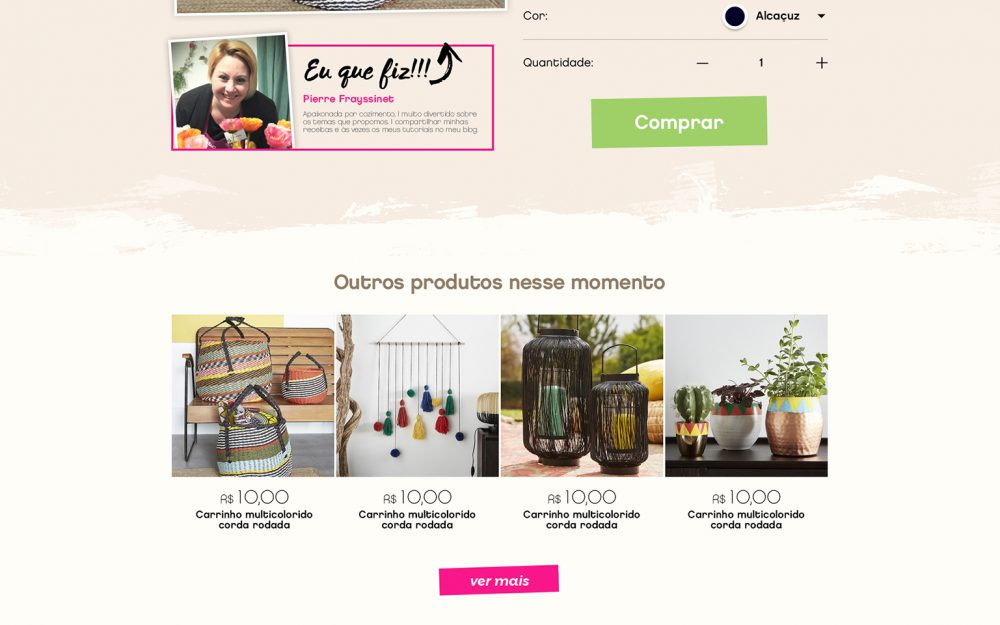 Cor:
Alcaçuz
Quantidade:
1
Eu que fiz!!!
Pierre Frayssinet
Apaixonada por cozimento, I muito divertido sobre
os temas que propomos. I compartilhar minhas
receitas e às vezes os meus tutoriais no meu blog.
Comprar
Outros produtos nesse momento
R$ 10,00
Carrinho multicolorido
corda rodada
R$ 10,00
Carrinho multicolorido
corda rodada
R$ 10,00
Carrinho multicolorido
corda rodada
R$ 10,00
Carrinho multicolorido
corda rodada
ver mais